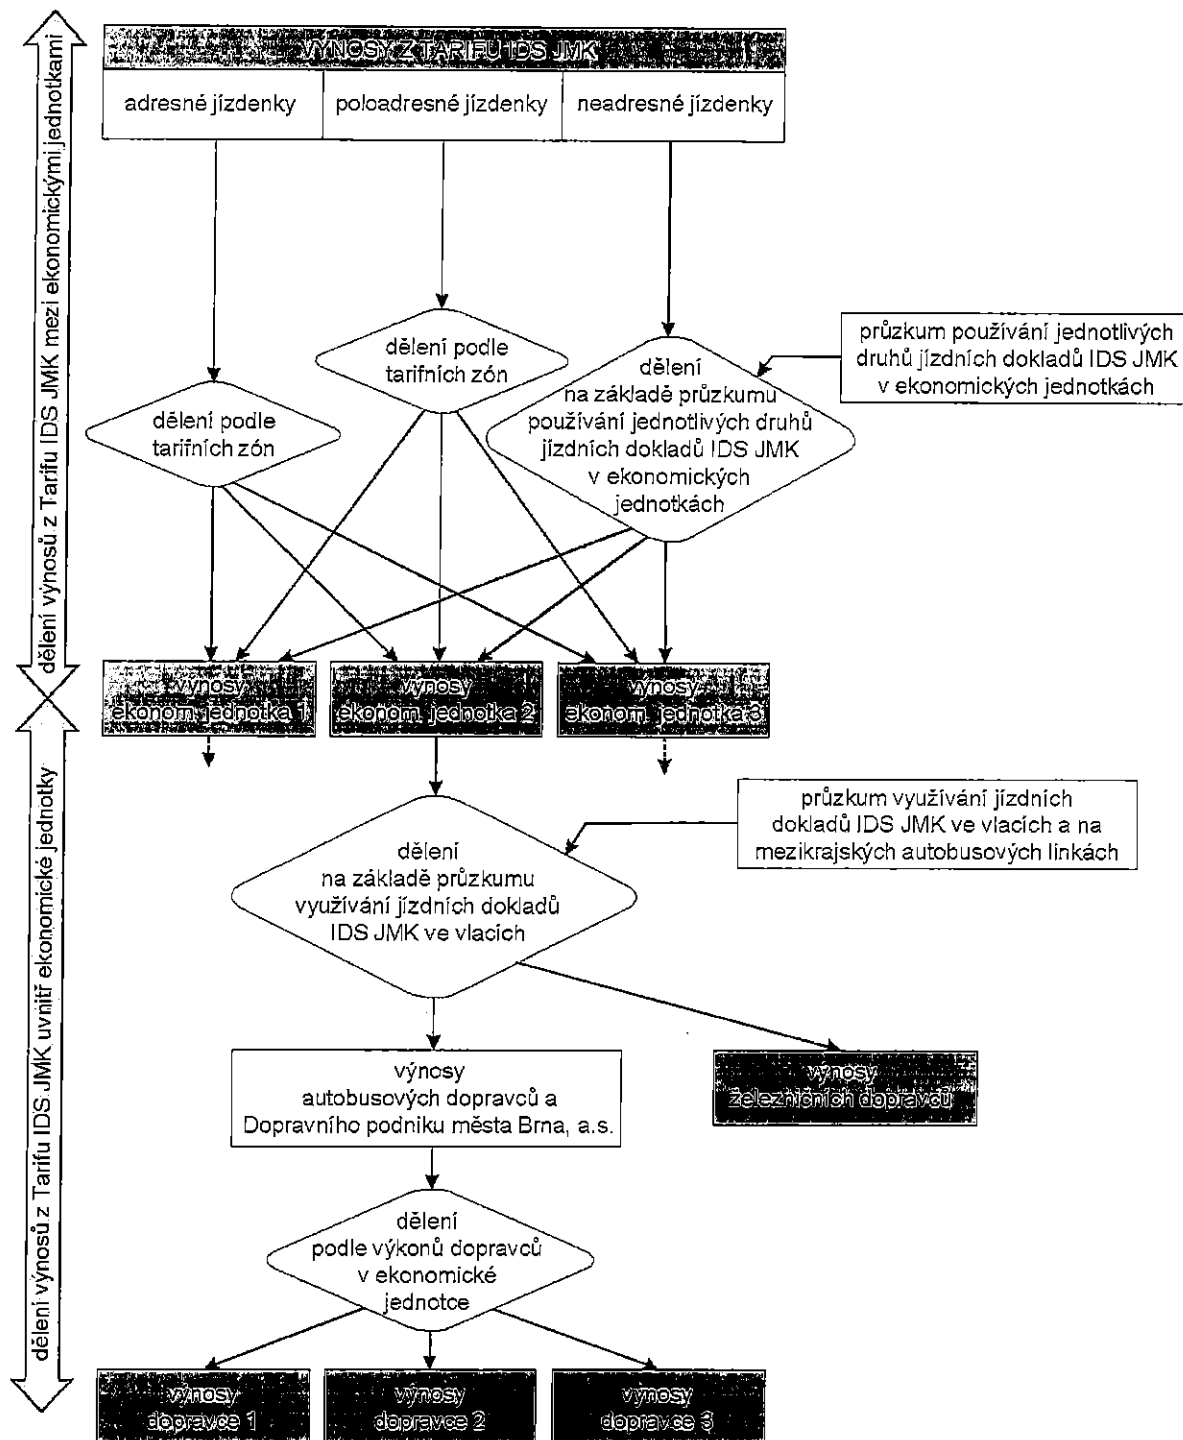 VÝNOSY Z TARIFU IDS JMK
adresné jízdenky
poloadresné jízdenky
neadresné jízdenky
dělení výnosů z Tarifu IDS JMK mezi ekonomickými jednotkami
dělení podle
tarifních zón
dělení podle
tarifních zón
dělení
na základě průzkumu
používání jednotlivých druhů
jízdních dokladů IDS JMK
v ekonomických
jednotkách
průzkum používání jednotlivých
druhů jízdních dokladů IDS JMK
v ekonomických jednotkách
výnosy
ekonom. jednotka 1
výnosy
ekonom. jednotka 2
výnosy
ekonom. jednotka 3
dělení výnosů z Tarifu IDS JMK uvnitř ekonomické jednotky
dělení
na základě průzkumu
využívání jízdních dokladů
IDS JMK ve vlacích
průzkum využívání jízdních
dokladů IDS JMK ve vlacích a na
mezikrajských autobusových linkách
výnosy
autobusových dopravců a
Dopravního podniku města Brna, a.s.
výnosy
železničních dopravců
dělení
podle výkonů dopravců
v ekonomické
jednotce
výnosy
dopravce 1
výnosy
dopravce 2
výnosy
dopravce 3